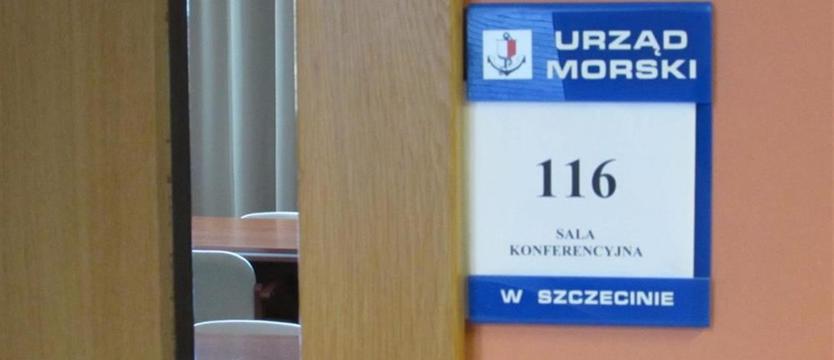 URZĄD
MORSKI
116
SALA
KONFERENCYJNA
W SZCZECINIE